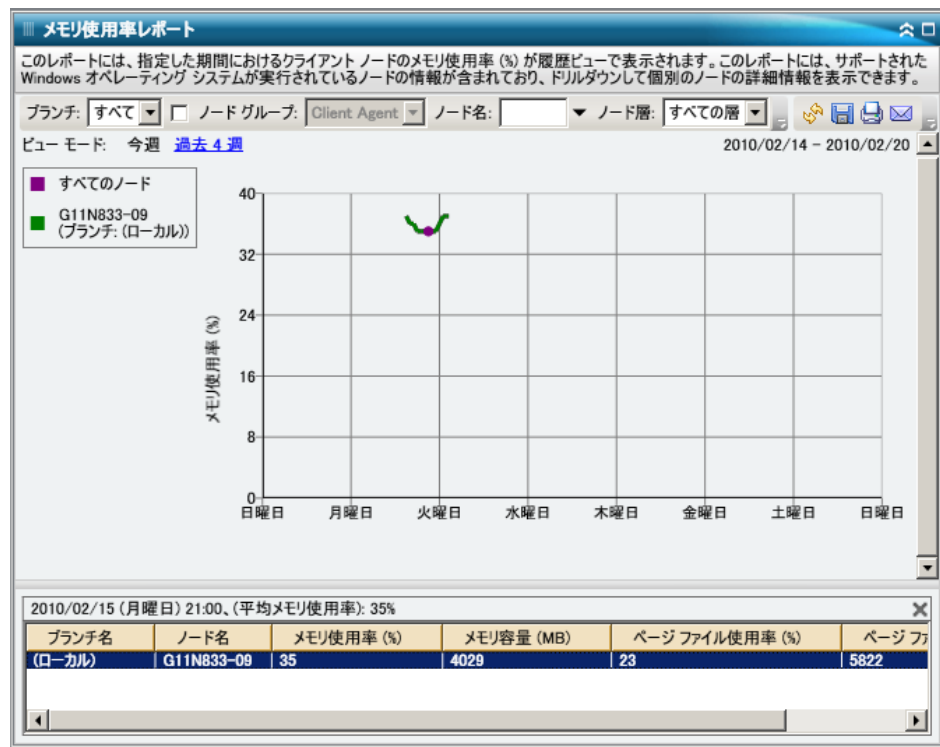 メモリ使用率レポート
このレポートには、指定した期間におけるクライアント ノードのメモリ使用率 (%) が履歴ビューで表示されます。このレポートには、サポートされた
Windows オペレーティング システムが実行されているノードの情報が含まれており、ドリルダウンして個別のノードの詳細情報を表示できます。
ブランチ: すべて ノード グループ: Client Agent ノード名: ノード層: すべての層
ビュー モード: 今週 過去 4 週 2010/02/14 - 2010/02/20
すべてのノード
G11N833-09
(ブランチ: (ローカル))
メモリ使用率 (%)
40
32
24
16
8
0
日曜日 月曜日 火曜日 水曜日 木曜日 金曜日 土曜日 日曜日
2010/02/15 (月曜日) 21:00、(平均メモリ使用率): 35%
ブランチ名 ノード名 メモリ使用率 (%) メモリ容量 (MB) ページ ファイル使用率 (%) ページ ファ
(ローカル) G11N833-09 35 4029 23 5822